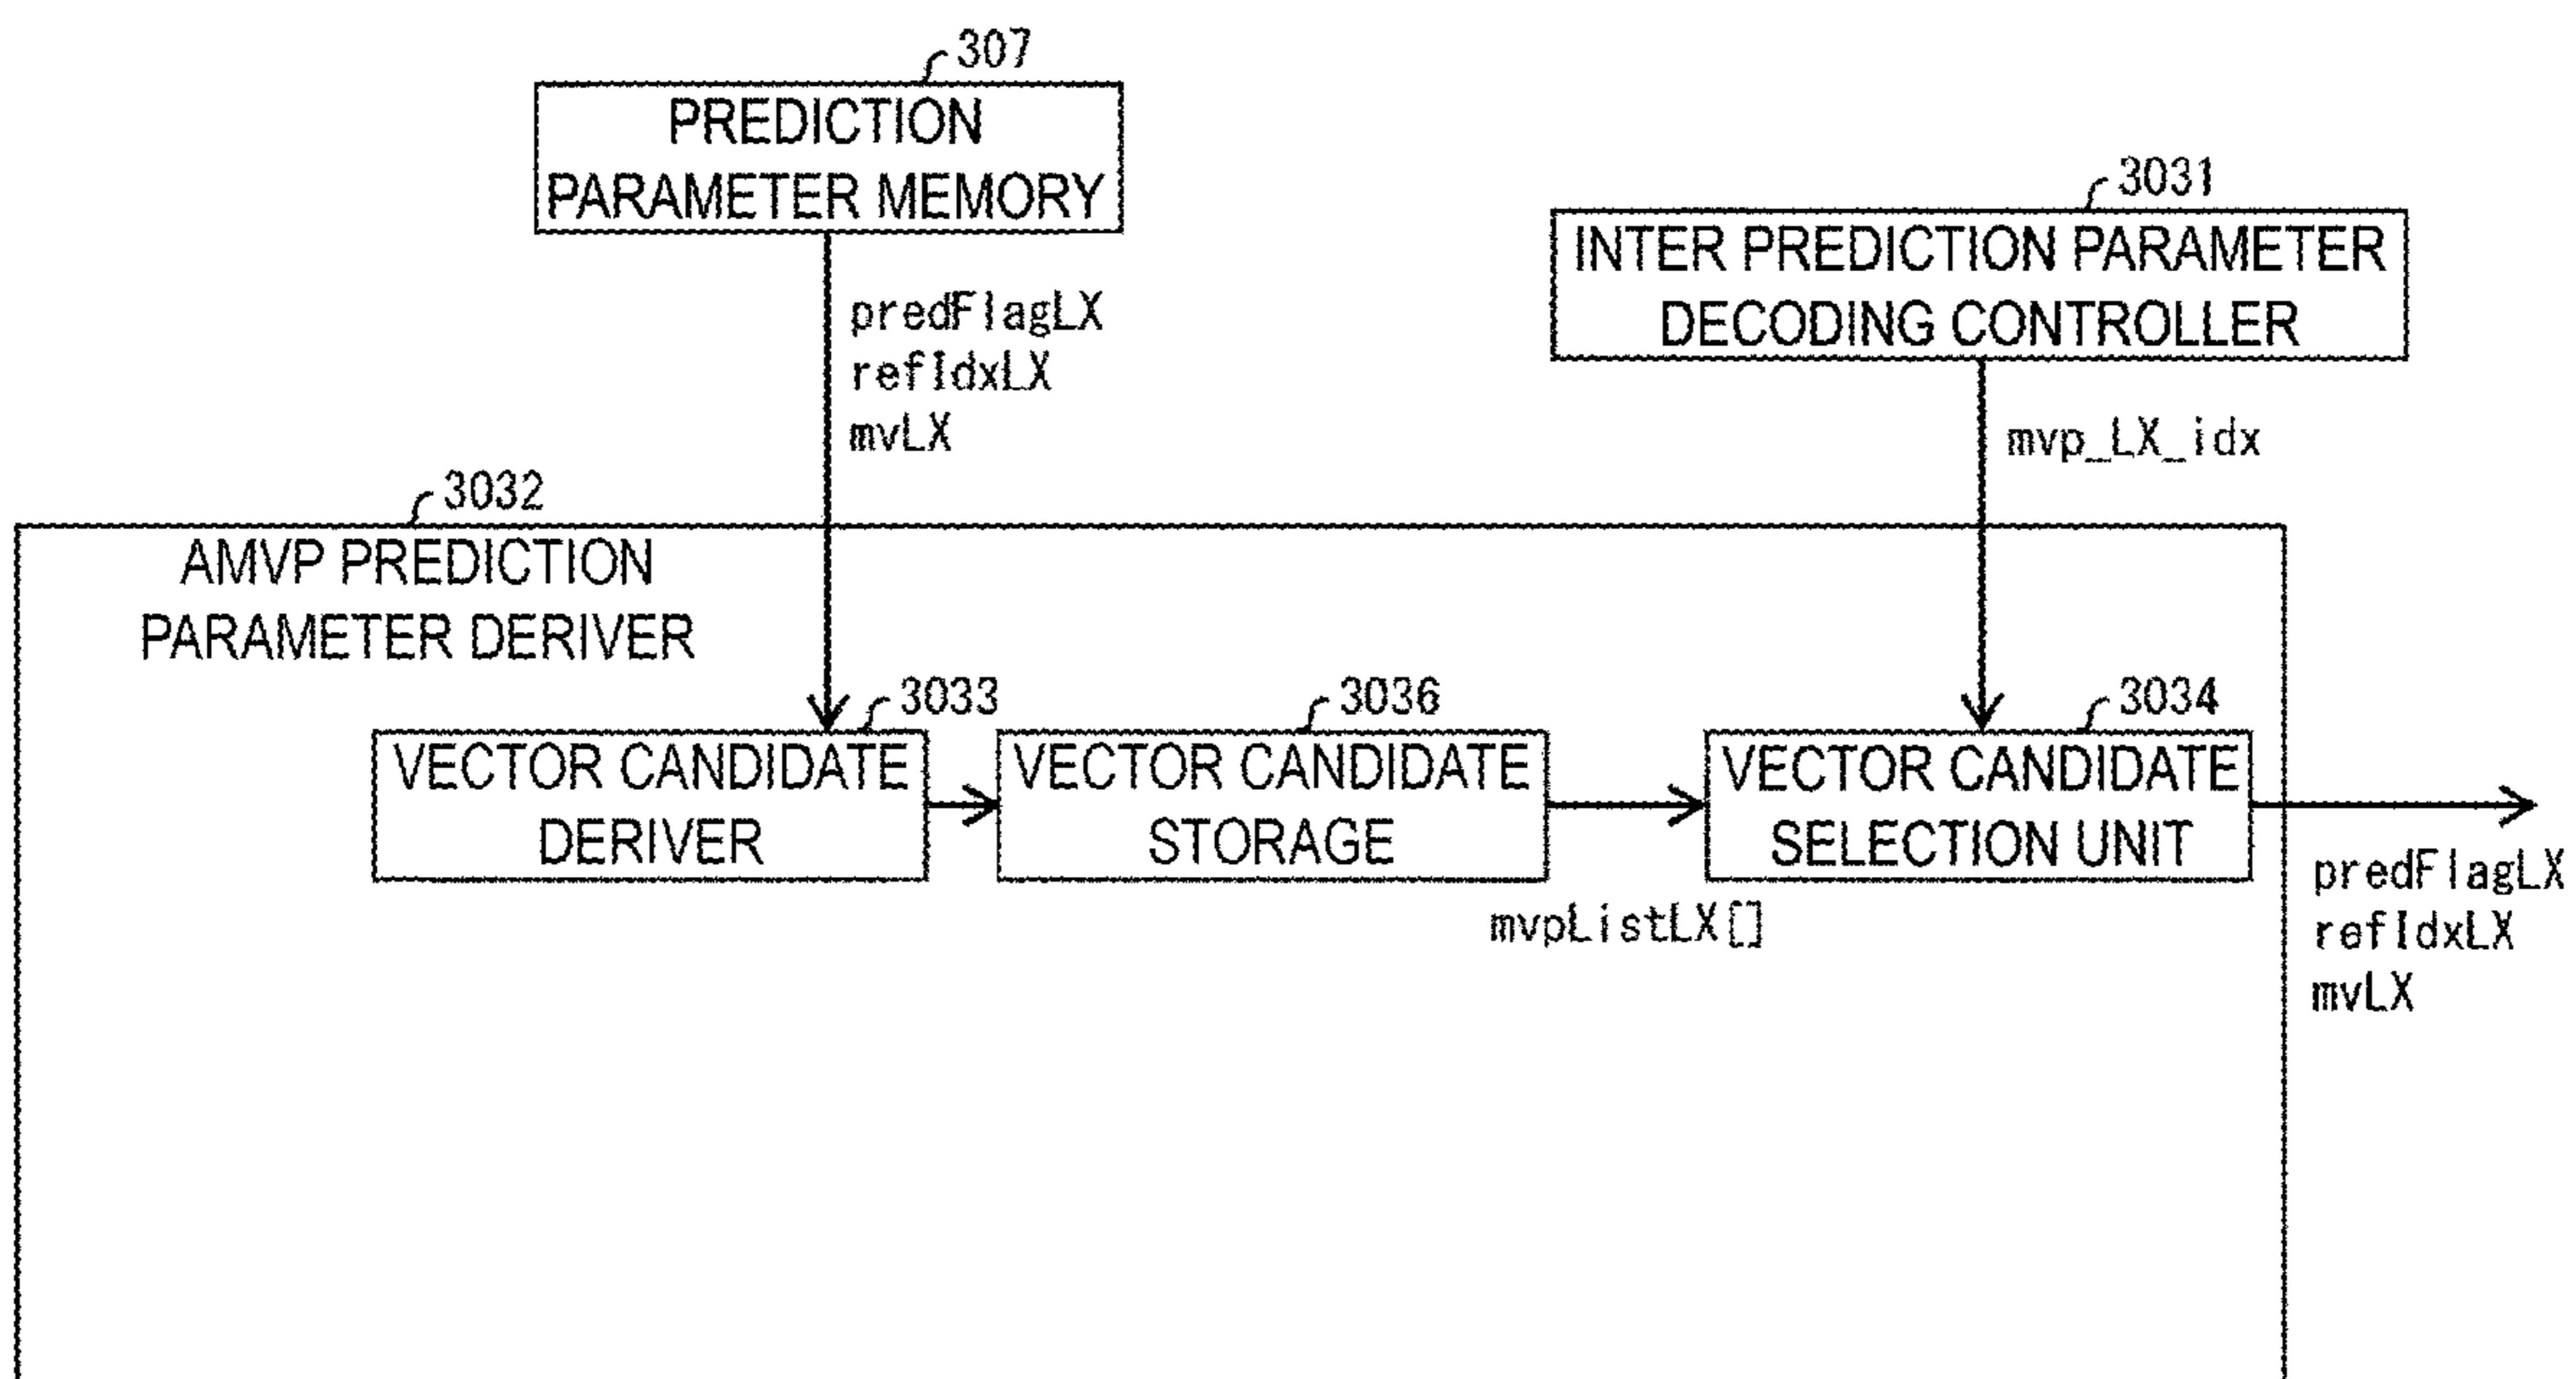 307
PREDICTION
PARAMETER MEMORY
3031
INTER PREDICTION PARAMETER
DECODING CONTROLLER
predFlagLX
refIdxLX
mvLX
mvp_LX_idx
3032
AMVP PREDICTION
PARAMETER DERIVER
3033
VECTOR CANDIDATE
DERIVER
3036
VECTOR CANDIDATE
STORAGE
3034
VECTOR CANDIDATE
SELECTION UNIT
mvpListLX[]
predFlagLX
refIdxLX
mvLX